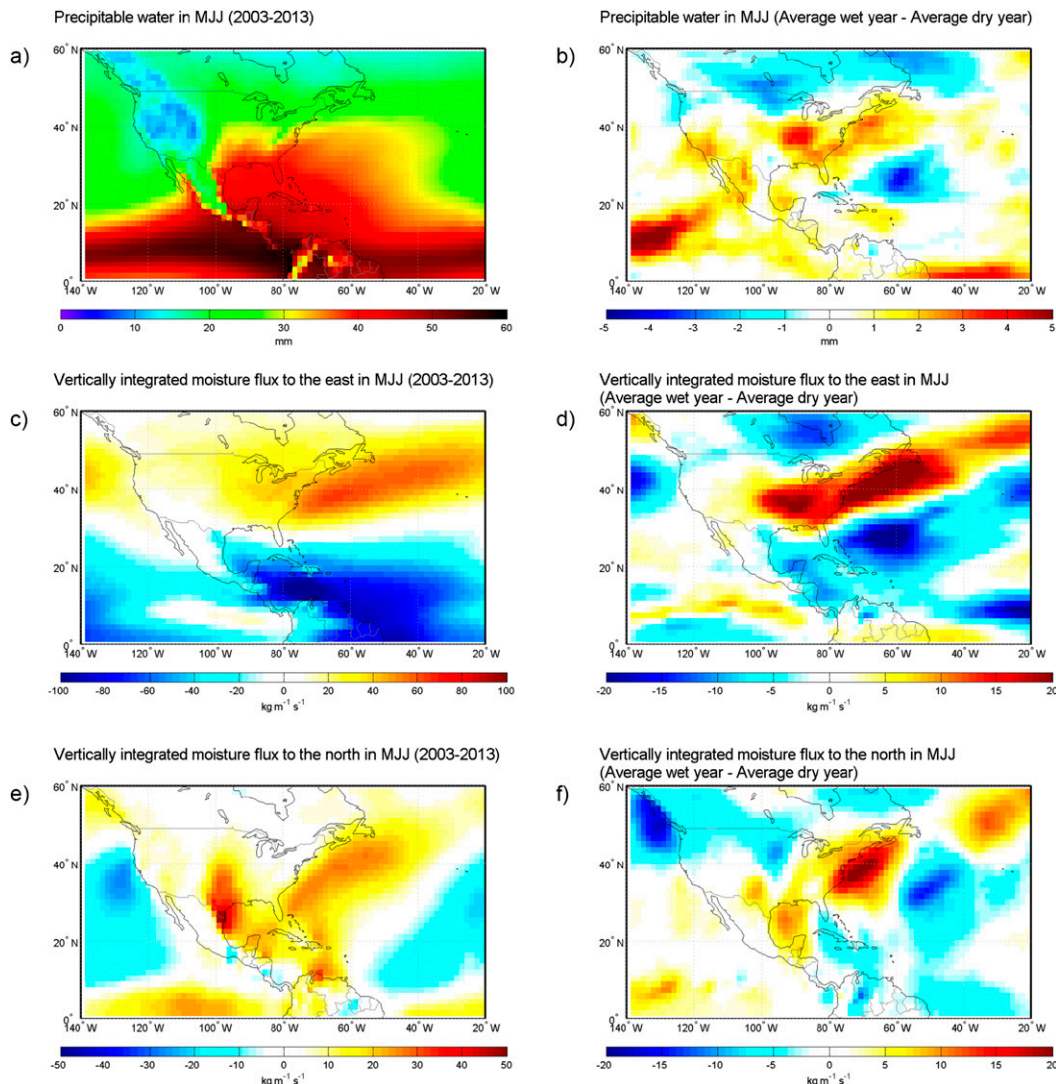 Precipitable water in MJJ (2003-2013)
a)
60° N
40° N
20° N
0°
140° W 120° W 100° W 80° W 60° W 40° W 20° W
0 10 20 30 40 50 60
mm
Precipitable water in MJJ (Average wet year - Average dry year)
b)
60° N
40° N
20° N
0°
140° W 120° W 100° W 80° W 60° W 40° W 20° W
-5 -4 -3 -2 -1 0 1 2 3 4 5
mm
Vertically integrated moisture flux to the east in MJJ (2003-2013)
c)
60° N
40° N
20° N
0°
140° W 120° W 100° W 80° W 60° W 40° W 20° W
-100 -80 -60 -40 -20 0 20 40 60 80 100
kg m⁻¹ s⁻¹
Vertically integrated moisture flux to the east in MJJ
(Average wet year - Average dry year)
d)
60° N
40° N
20° N
0°
140° W 120° W 100° W 80° W 60° W 40° W 20° W
-20 -15 -10 -5 0 5 10 15 20
kg m⁻¹ s⁻¹
Vertically integrated moisture flux to the north in MJJ (2003-2013)
e)
60° N
40° N
20° N
0°
140° W 120° W 100° W 80° W 60° W 40° W 20° W
-50 -40 -30 -20 -10 0 10 20 30 40 50
kg m⁻¹ s⁻¹
Vertically integrated moisture flux to the north in MJJ
(Average wet year - Average dry year)
f)
60° N
40° N
20° N
0°
140° W 120° W 100° W 80° W 60° W 40° W 20° W
-20 -15 -10 -5 0 5 10 15 20
kg m⁻¹ s⁻¹